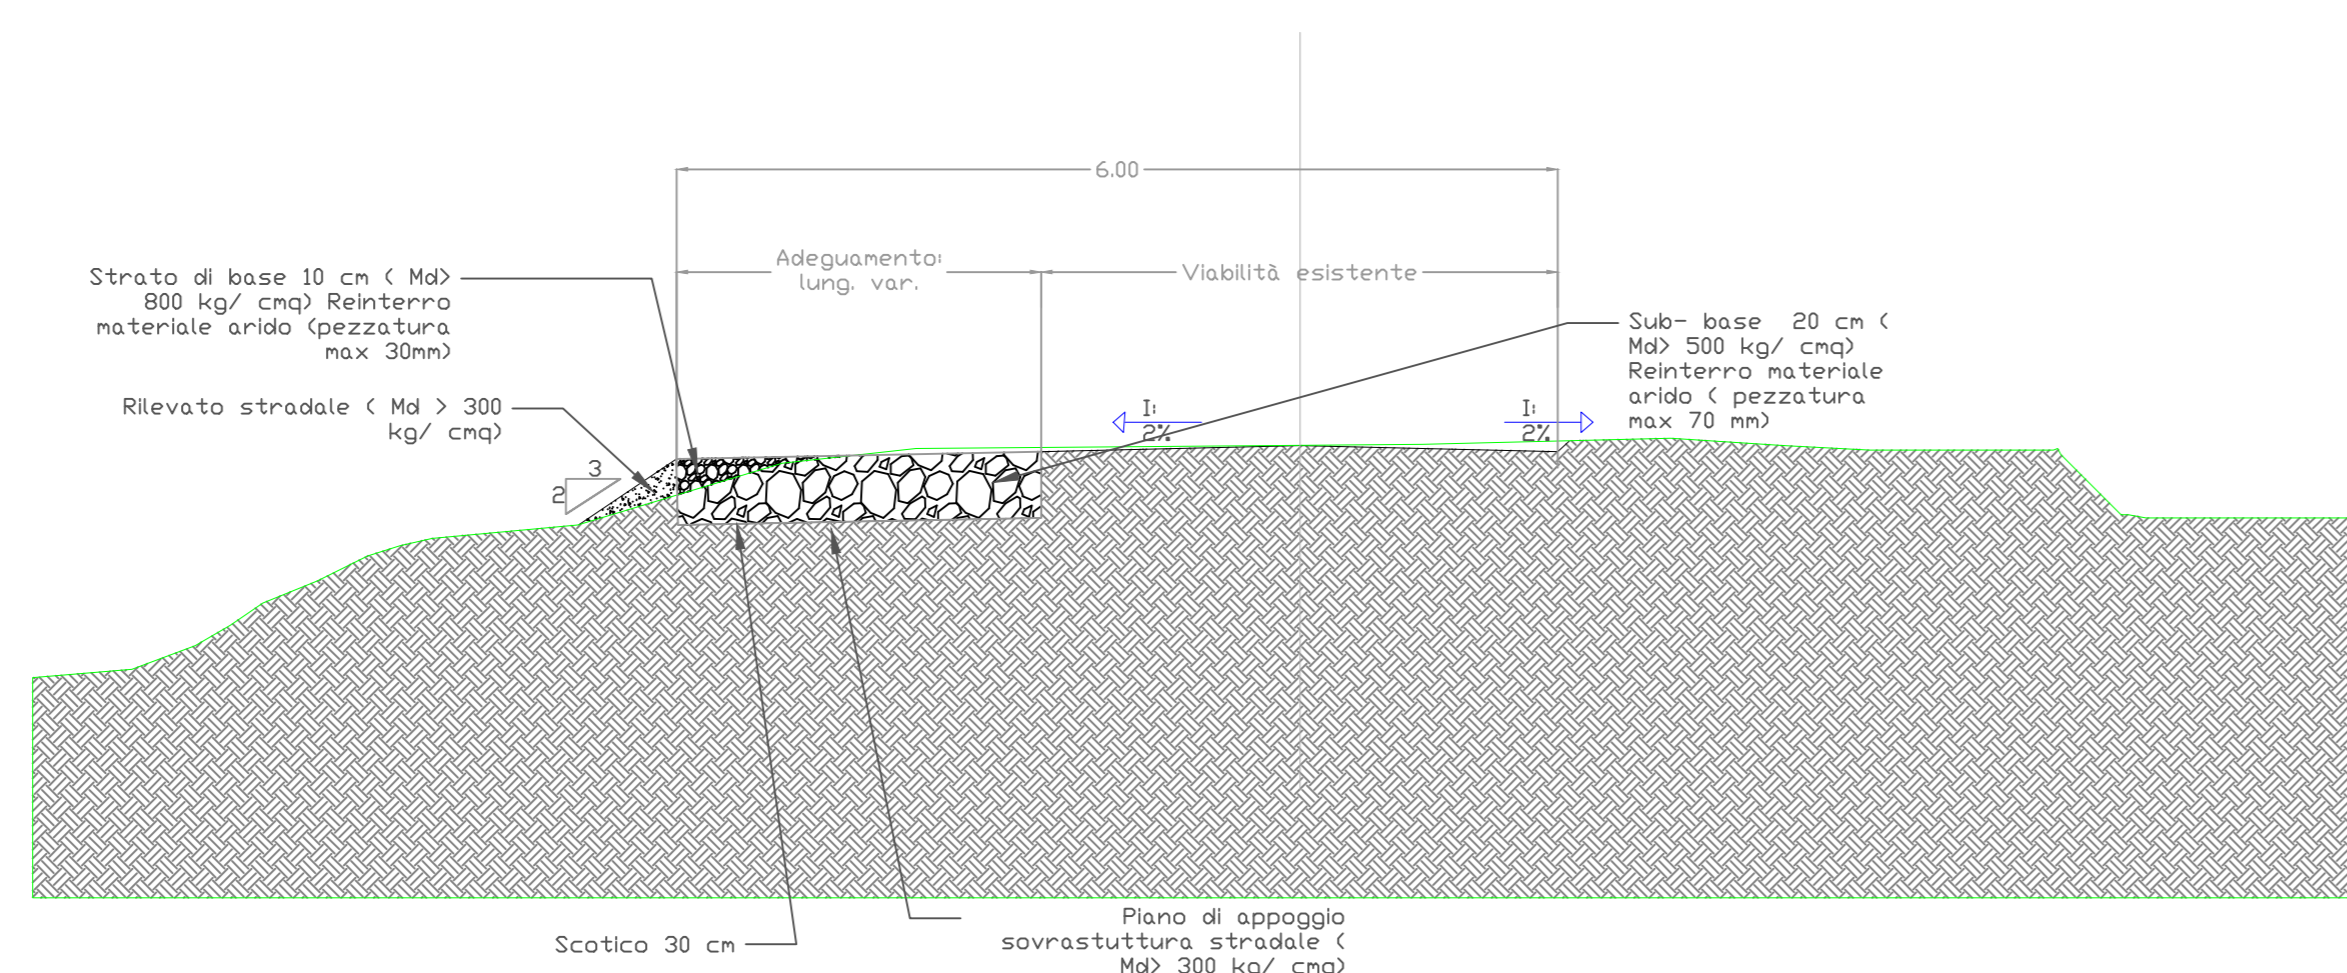 6.00
Adeguamento:
lung. var.
Viabilità esistente
Strato di base 10 cm ( Md>
800 kg/ cmq) Reinterro
materiale arido (pezzatura
max 30mm)
Sub- base  20 cm (
Md> 500 kg/ cmq)
Reinterro materiale
arido ( pezzatura
max 70 mm)
Rilevato stradale ( Md > 300
kg/ cmq)
I:
2%
I:
2%
3
2
Scotico 30 cm
Piano di appoggio
sovrastuttura stradale (
Md> 300 kg/ cmq)